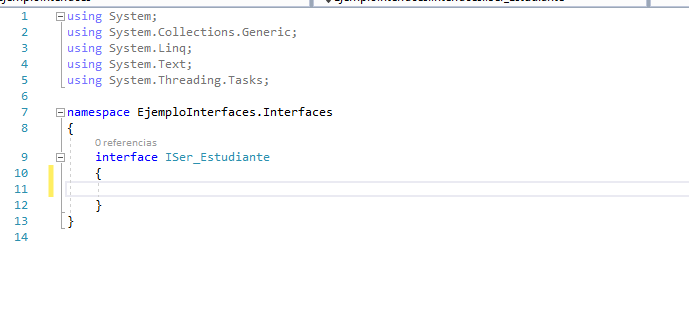 1 using System;
2 using System.Collections.Generic;
3 using System.Linq;
4 using System.Text;
5 using System.Threading.Tasks;
6
7 namespace EjemploInterfaces.Interfaces
8 {
0 referencias
9 interface ISer_Estudiante
10 {
11
12 }
13 }
14